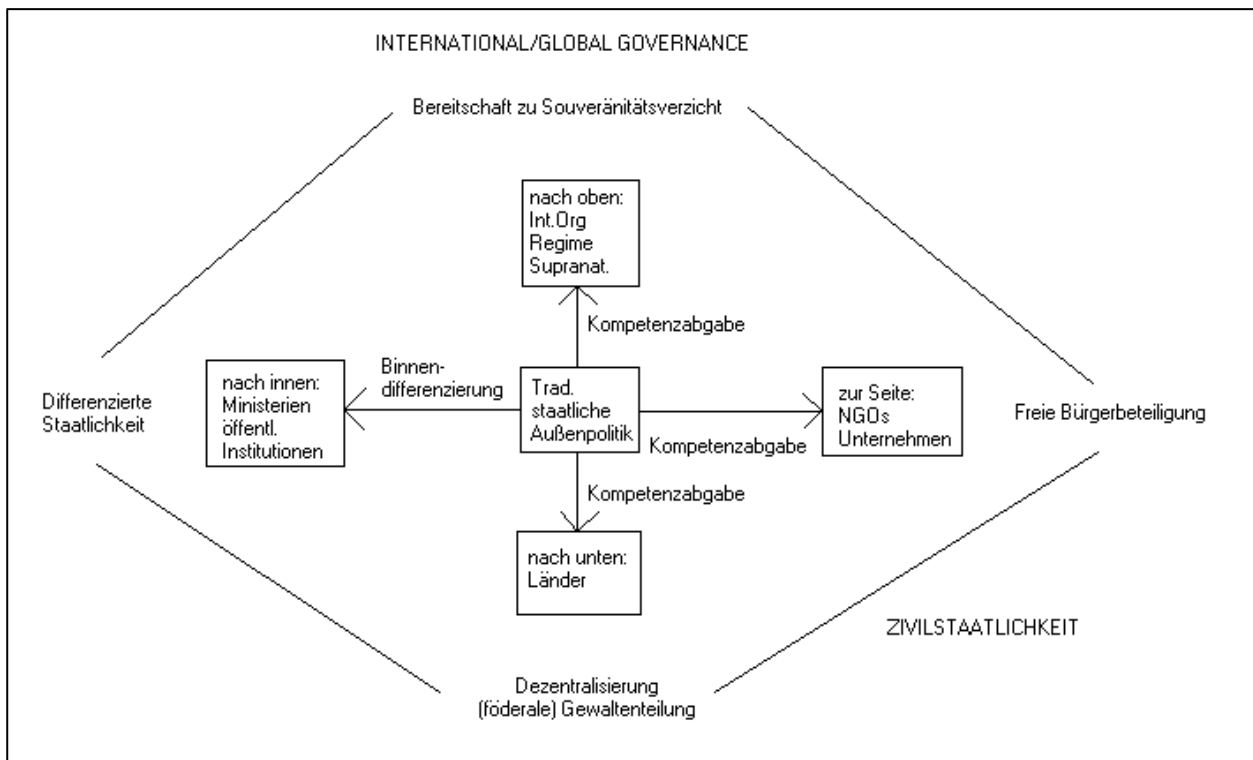 INTERNATIONAL/GLOBAL GOVERNANCE
Bereitschaft zu Souveränitätsverzicht
nach oben:
Int.Org
Regime
Supranat.
Kompetenzabgabe
Binnen-
differenzierung
Differenzierte
Staatlichkeit
nach innen:
Ministerien
öffentl.
Institutionen
Trad.
staatliche
Außenpolitik
Kompetenzabgabe
zur Seite:
NGOs
Unternehmen
Freie Bürgerbeteiligung
Kompetenzabgabe
nach unten:
Länder
ZIVILSTAATLICHKEIT
Dezentralisierung
(föderale) Gewaltenteilung